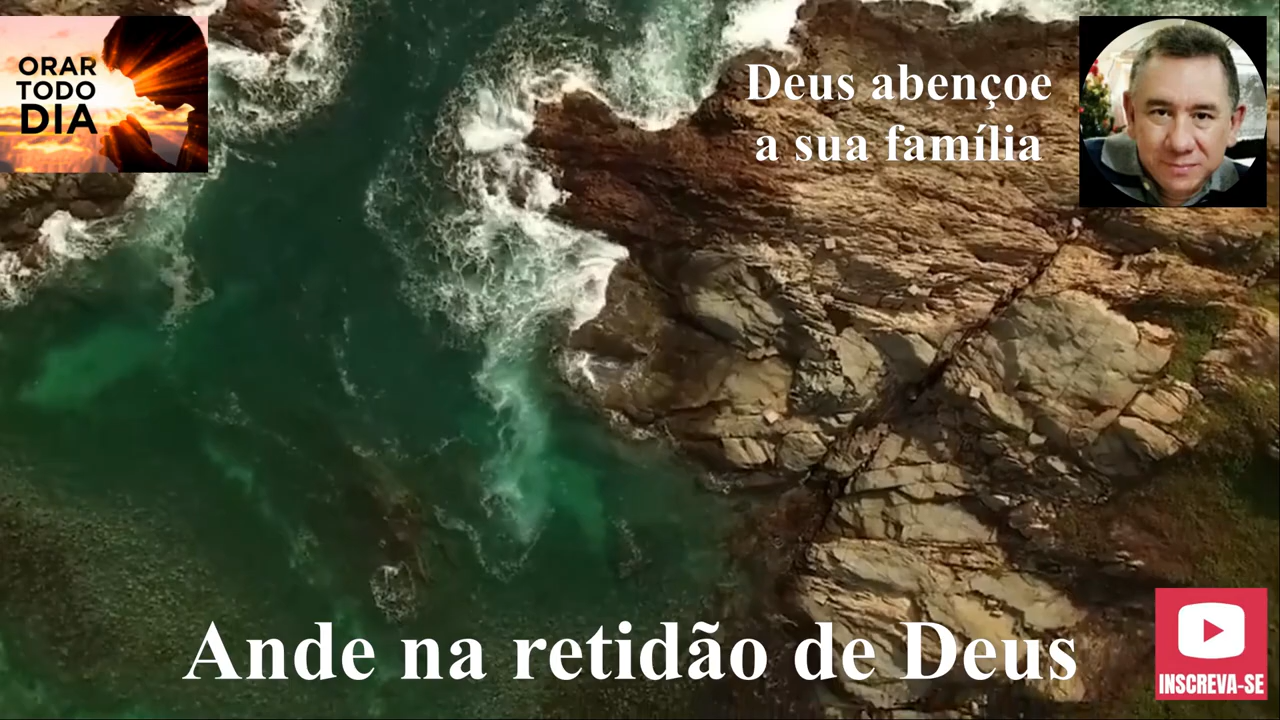 ORAR
TODO
DIA
Deus abençoe
a sua família
Ande na retidão de Deus
INSCREVA-SE